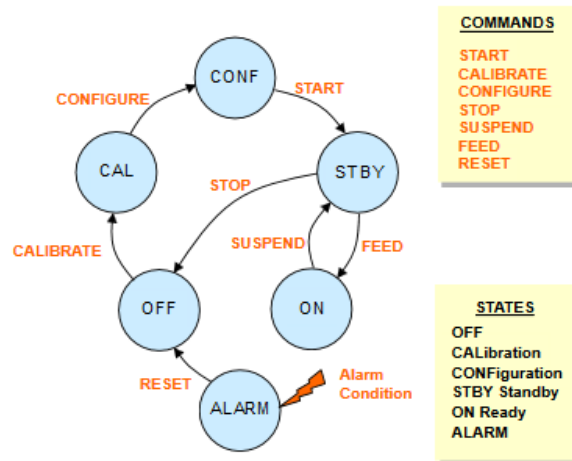 COMMANDS
START
CALIBRATE
CONFIGURE
STOP
SUSPEND
FEED
RESET
CONF
CONFIGURE
START
CAL
STBY
STOP
SUSPEND
FEED
CALIBRATE
OFF
ON
RESET
ALARM
Alarm
Condition
STATES
OFF
CALibration
CONFiguration
STBY Standby
ON Ready
ALARM